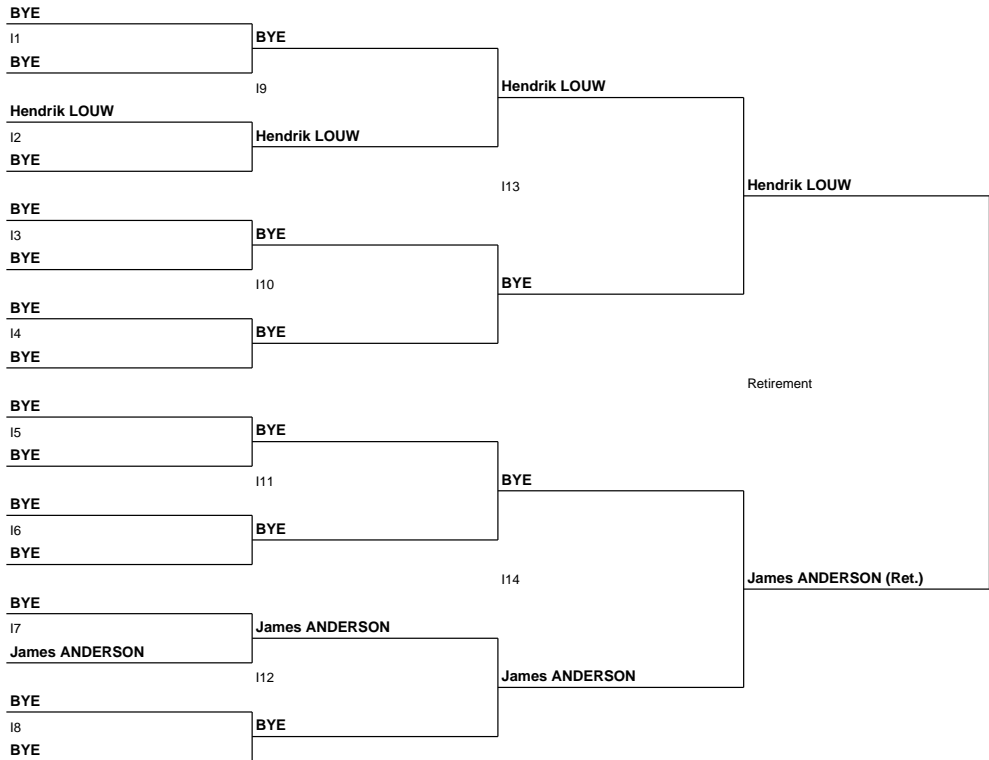 BYE
I1
BYE
BYE
I9
Hendrik LOUW
Hendrik LOUW
I2
Hendrik LOUW
BYE
I13
Hendrik LOUW
BYE
I3
BYE
BYE
I10
BYE
BYE
I4
BYE
BYE
Retirement
BYE
I5
BYE
BYE
I11
BYE
BYE
I6
BYE
BYE
I14
James ANDERSON (Ret.)
BYE
I7
James ANDERSON
James ANDERSON
I12
James ANDERSON
BYE
I8
BYE
BYE